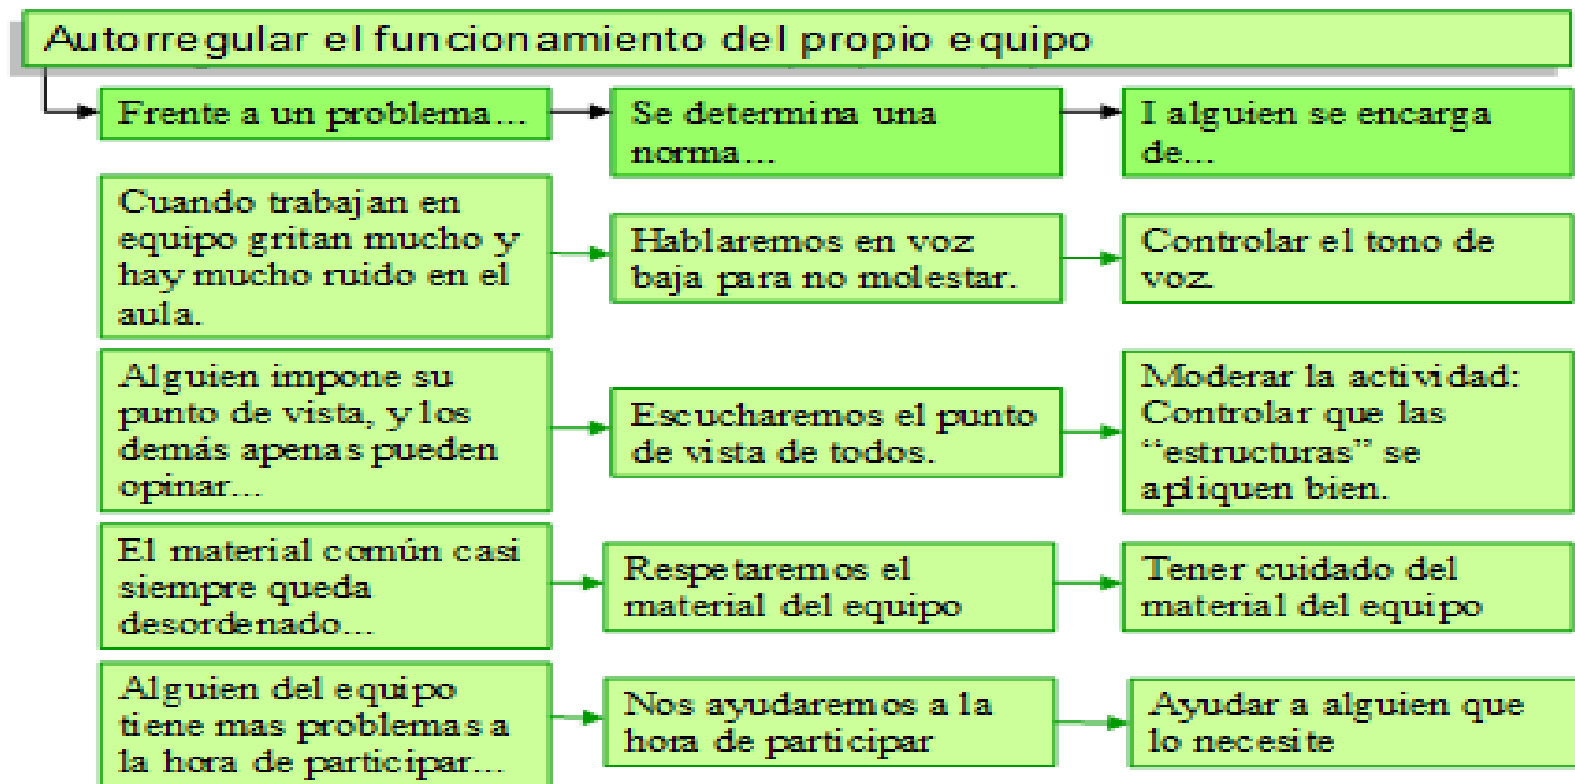 Autorregular el funcionamiento del propio equipo
Frente a un problema...
Se determina una
norma...
I alguien se encarga
de...
Cuando trabajan en
equipo gritan mucho y
hay mucho ruido en el
aula.
Hablaremos en voz
baja para no molestar.
Controlar el tono de
voz
Alguien impone su
punto de vista, y los
demás apenas pueden
opinar...
Escucharemos el punto
de vista de todos.
Moderar la actividad:
Controlar que las
“estructuras” se
apliquen bien.
El material común casi
siempre queda
desordenado...
Respetaremos el
material del equipo
Tener cuidado del
material del equipo
Alguien del equipo
tiene mas problemas a
la hora de participar...
Nos ayudaremos a la
hora de participar
Ayudar a alguien que
lo necesite